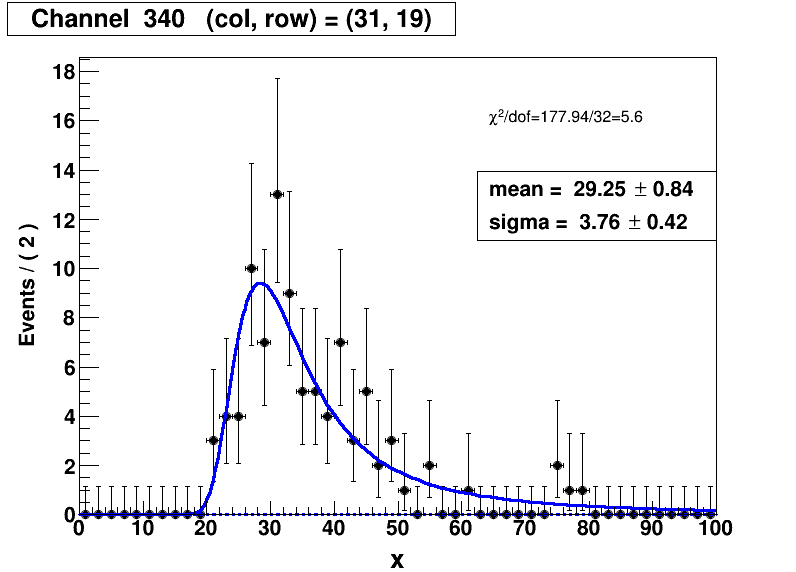 Channel 340 (col, row) = (31, 19)
χ²/dof=177.94/32=5.6
mean = 29.25 ± 0.84
sigma = 3.76 ± 0.42
Events / ( 2 )
18
16
14
12
10
8
6
4
2
0
0 10 20 30 40 50 60 70 80 90 100
x